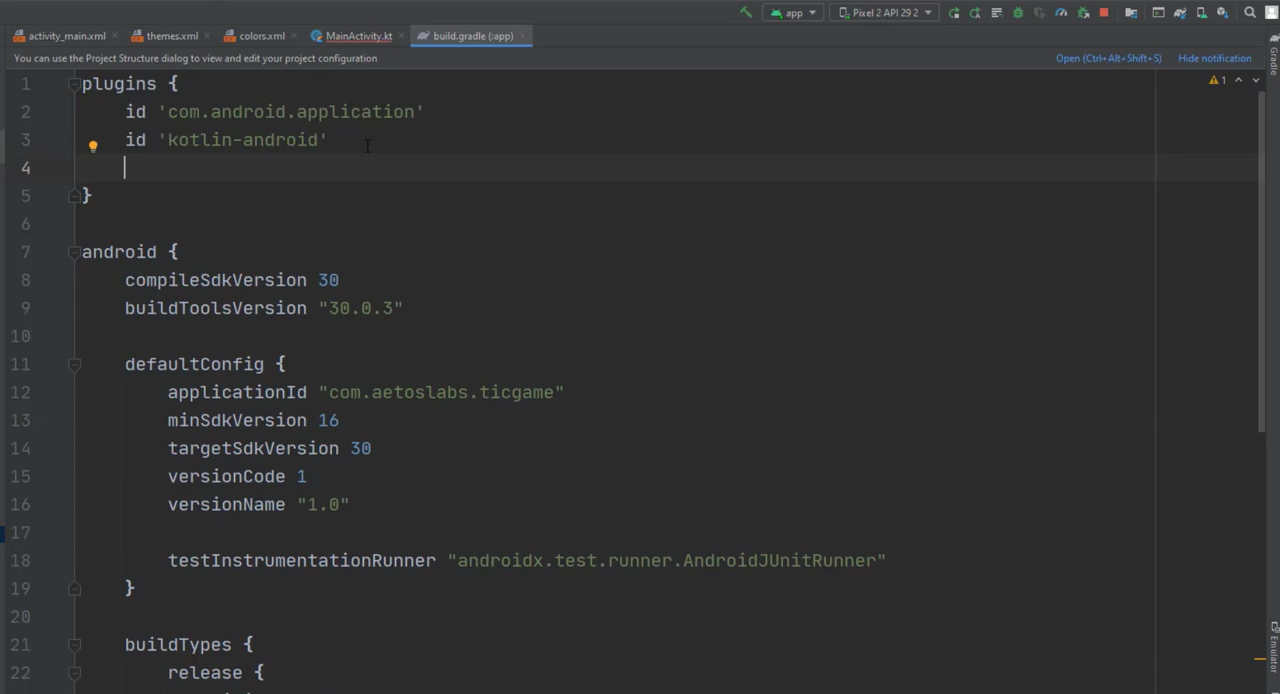 app
Pixel 2 API 29 2
activity_main.xml
themes.xml
colors.xml
MainActivity.kt
build.gradle (:app)
You can use the Project Structure dialog to view and edit your project configuration
Open (Ctrl+Alt+Shift+S)
Hide notification
Gradle
1
1 plugins {
2 id 'com.android.application'
3 id 'kotlin-android'
4
5 }
6
7 android {
8 compileSdkVersion 30
9 buildToolsVersion "30.0.3"
10
11 defaultConfig {
12 applicationId "com.aetoslabs.ticgame"
13 minSdkVersion 16
14 targetSdkVersion 30
15 versionCode 1
16 versionName "1.0"
17
18 testInstrumentationRunner "androidx.test.runner.AndroidJUnitRunner"
19 }
20
21 buildTypes {
22 release {
Emulator